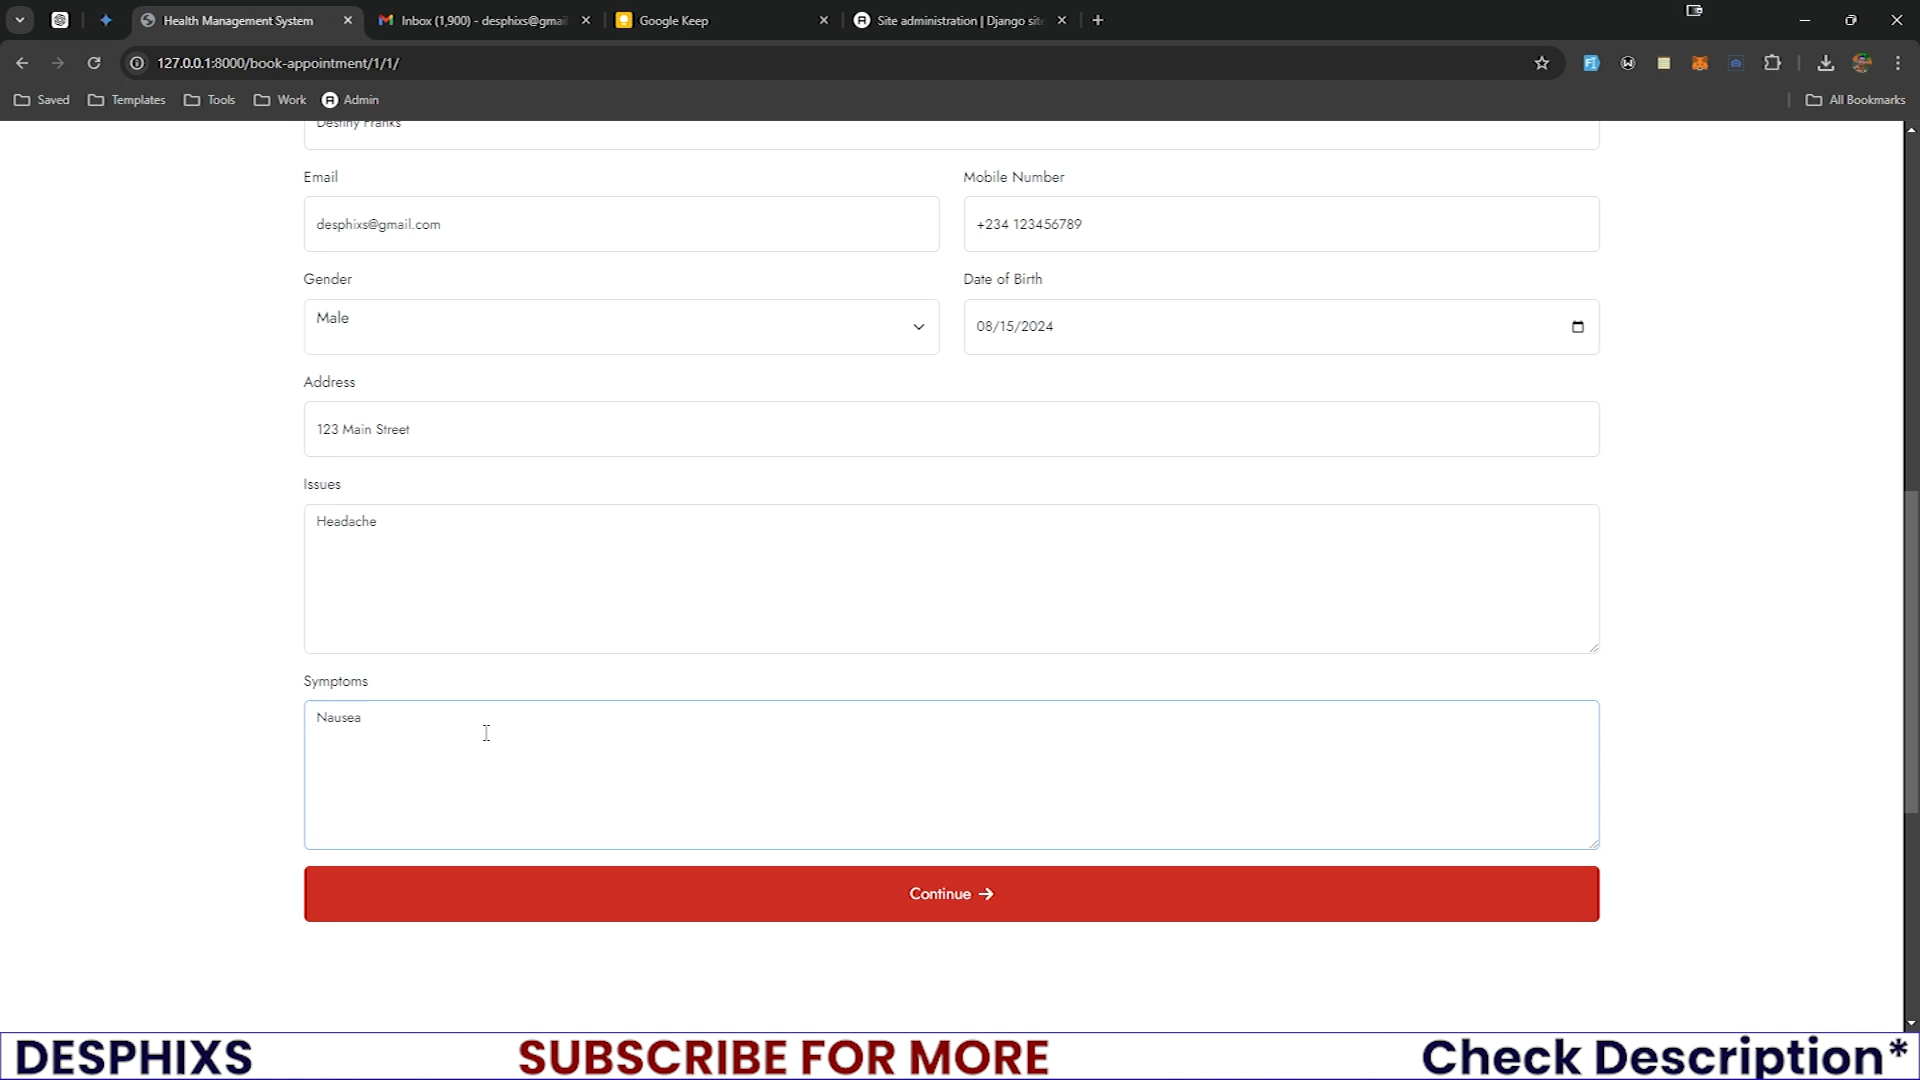 Health Management System
Inbox (1,900) - desphixs@gmai
Google Keep
Site administration | Django site
127.0.0.1:8000/book-appointment/1/1/
Saved
Templates
Tools
Work
Admin
All Bookmarks
Destiny Franks
Email
Mobile Number
desphixs@gmail.com
+234 123456789
Gender
Date of Birth
Male
08/15/2024
Address
123 Main Street
Issues
Headache
Symptoms
Nausea
Continue →
DESPHIXS
SUBSCRIBE FOR MORE
Check Description*